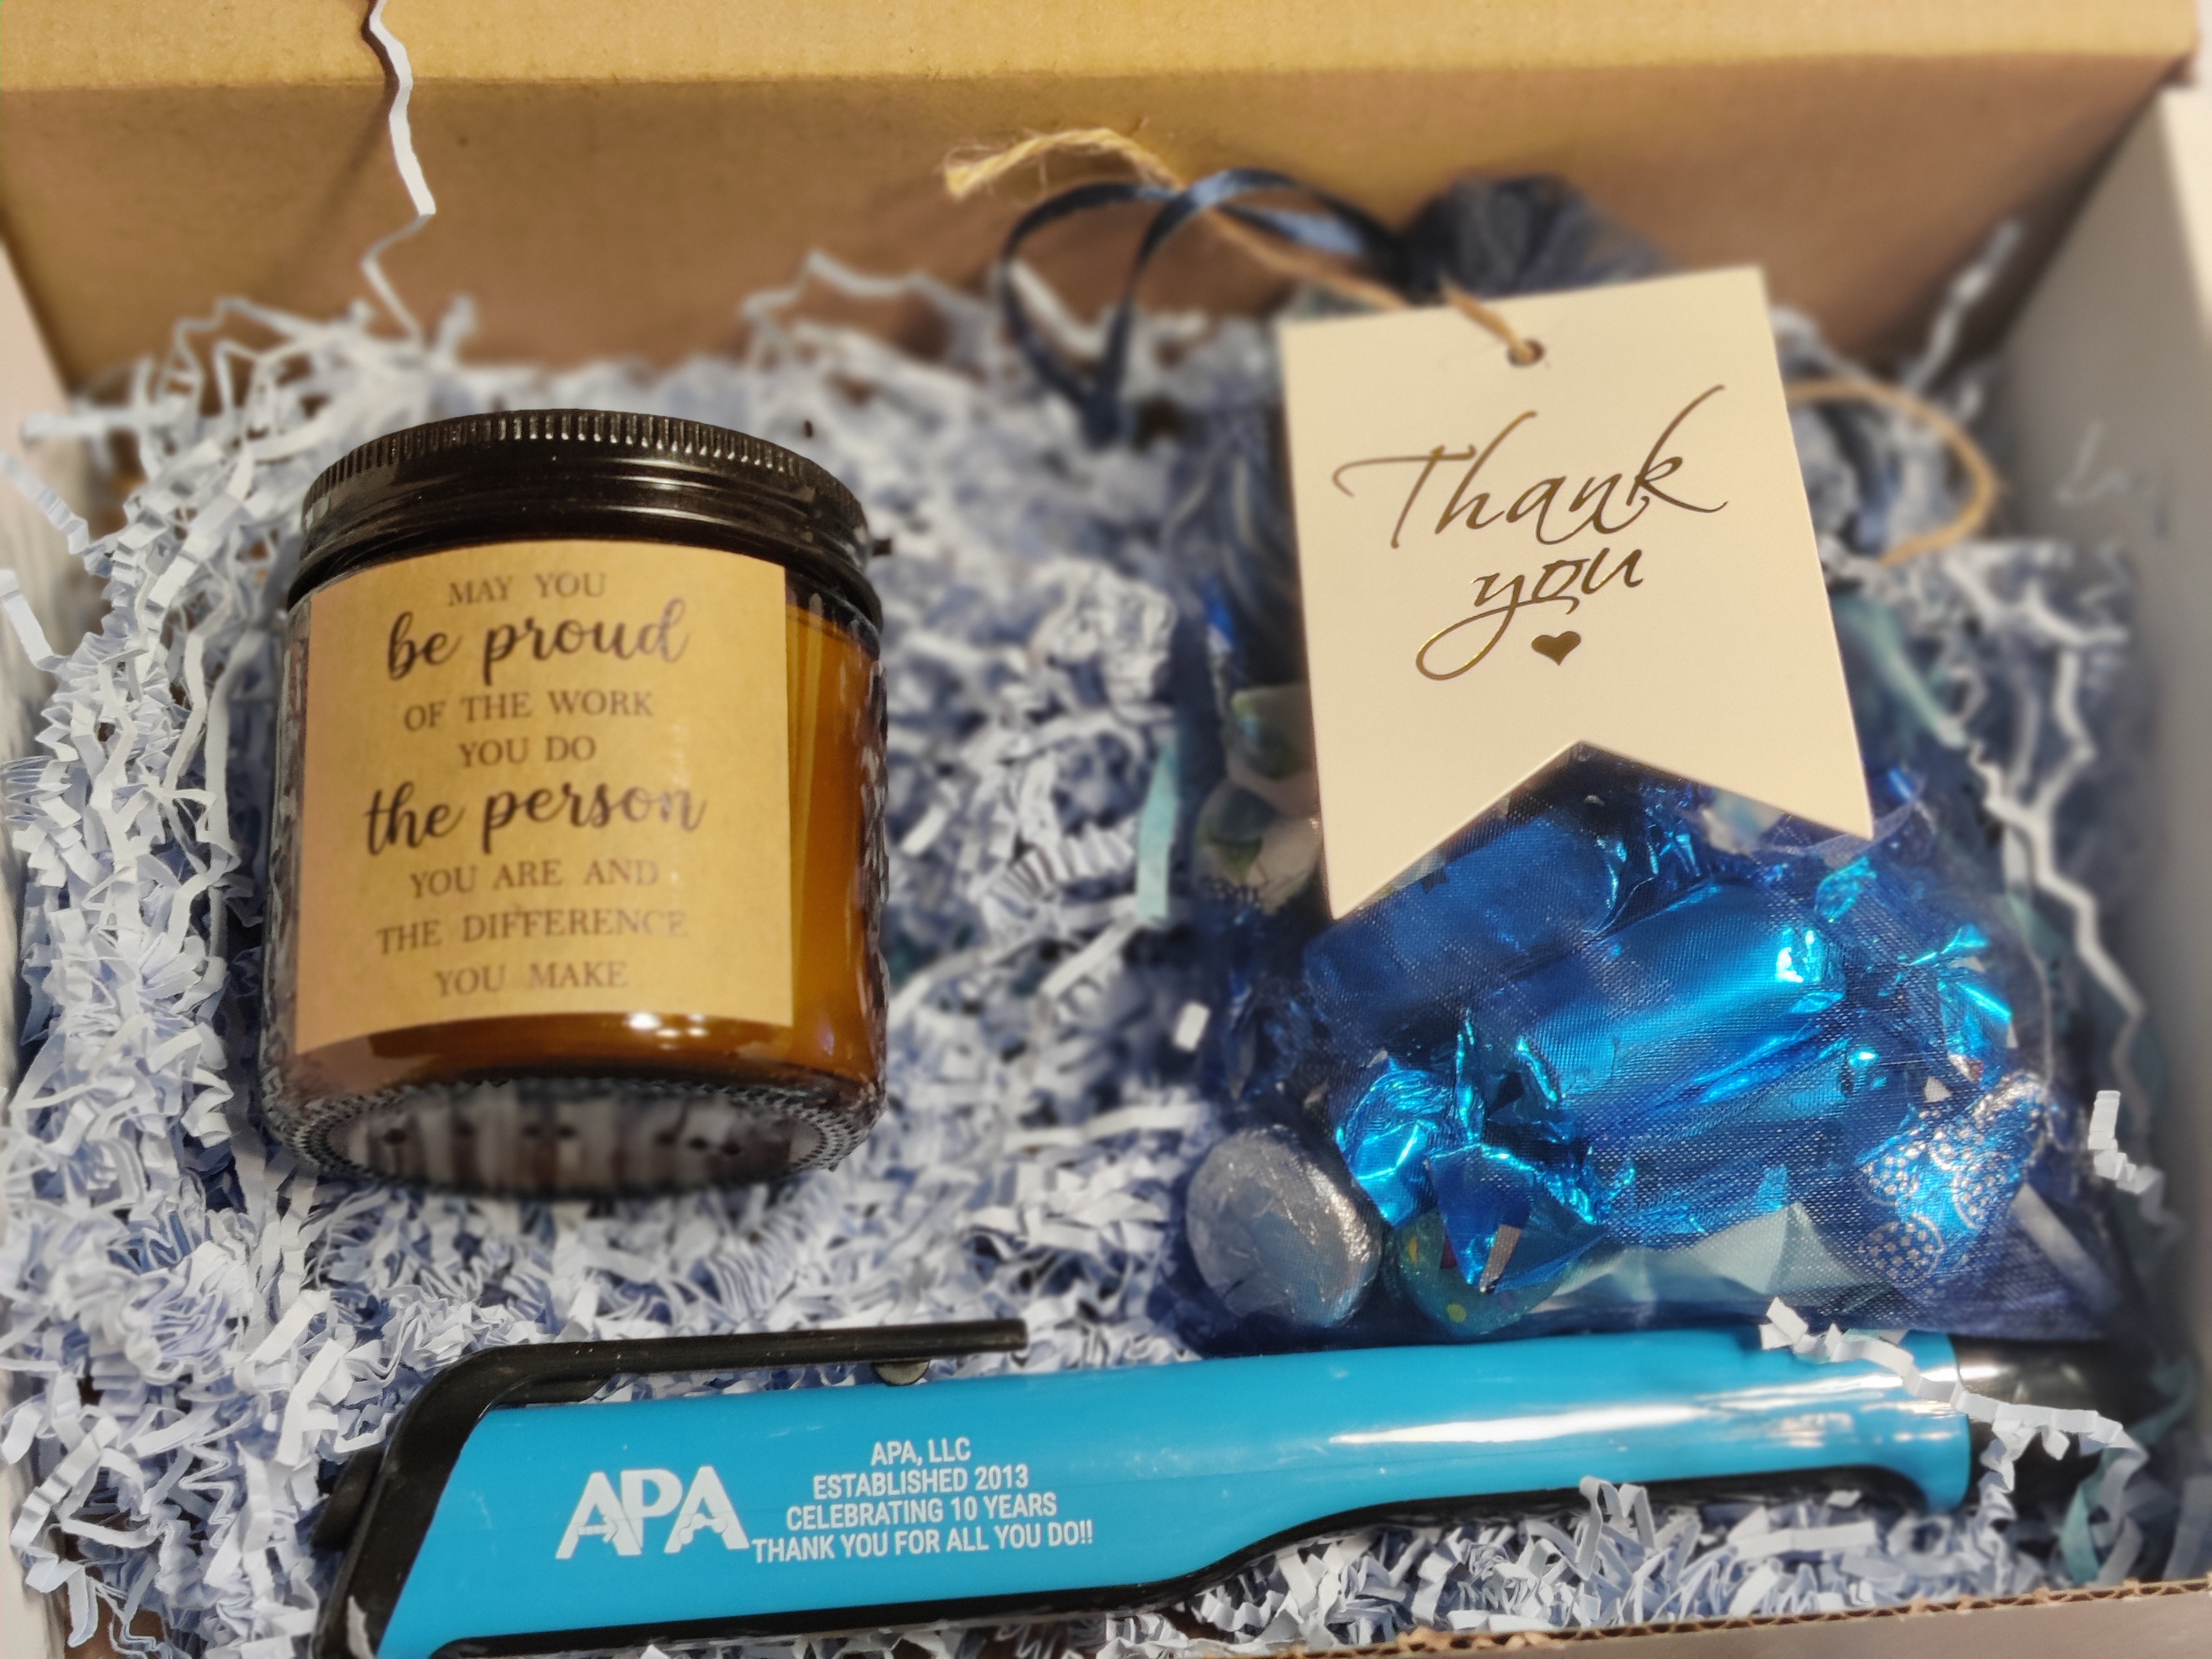 MAY YOU
be proud
OF THE WORK
YOU DO
the person
YOU ARE AND
THE DIFFERENCE
YOU MAKE
Thank
you
APA
APA, LLC
ESTABLISHED 2013
CELEBRATING 10 YEARS
THANK YOU FOR ALL YOU DO!!